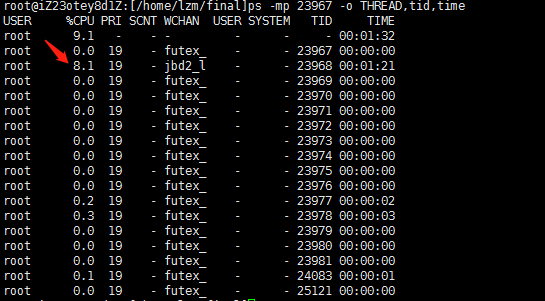 root@iZ23otey8d1Z:[/home/lzm/final]ps -mp 23967 -o THREAD,tid,time
USER %CPU PRI SCNT WCHAN USER SYSTEM TID TIME
root 9.1 - - - - - - 00:01:32
root 0.0 19 - futex_ - - 23967 00:00:00
root 8.1 19 - jbd2_l - - 23968 00:01:21
root 0.0 19 - futex_ - - 23969 00:00:00
root 0.0 19 - futex_ - - 23970 00:00:00
root 0.0 19 - futex_ - - 23971 00:00:00
root 0.0 19 - futex_ - - 23972 00:00:00
root 0.0 19 - futex_ - - 23973 00:00:00
root 0.0 19 - futex_ - - 23974 00:00:00
root 0.0 19 - futex_ - - 23975 00:00:00
root 0.0 19 - futex_ - - 23976 00:00:00
root 0.2 19 - futex_ - - 23977 00:00:02
root 0.3 19 - futex_ - - 23978 00:00:03
root 0.0 19 - futex_ - - 23979 00:00:00
root 0.0 19 - futex_ - - 23980 00:00:00
root 0.0 19 - futex_ - - 23981 00:00:00
root 0.1 19 - futex_ - - 24083 00:00:01
root 0.0 19 - futex_ - - 25121 00:00:00